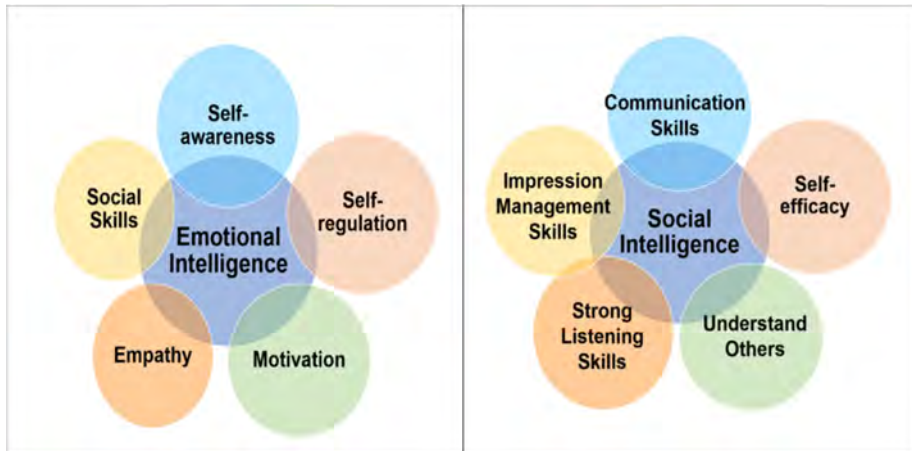 Self-
awareness
Self-
regulation
Social
Skills
Emotional
Intelligence
Empathy
Motivation
Communication
Skills
Impression
Management
Skills
Self-
efficacy
Social
Intelligence
Strong
Listening
Skills
Understand
Others